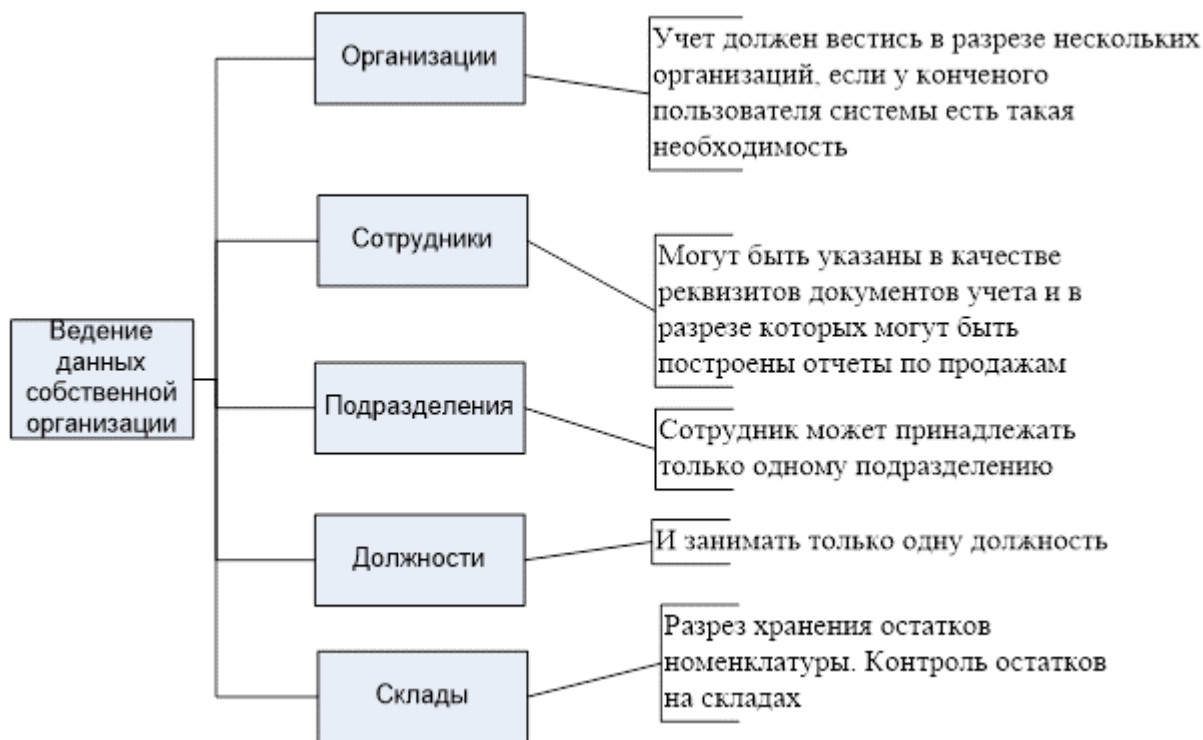 Организации
Учет должен вестись в разрезе нескольких
организаций, если у конченого
пользователя системы есть такая
необходимость
Сотрудники
Могут быть указаны в качестве
реквизитов документов учета и в
разрезе которых могут быть
построены отчеты по продажам
Ведение
данных
собственной
организации
Подразделения
Сотрудник может принадлежать
только одному подразделению
Должности
И занимать только одну должность
Склады
Разрез хранения остатков
номенклатуры. Контроль остатков
на складах